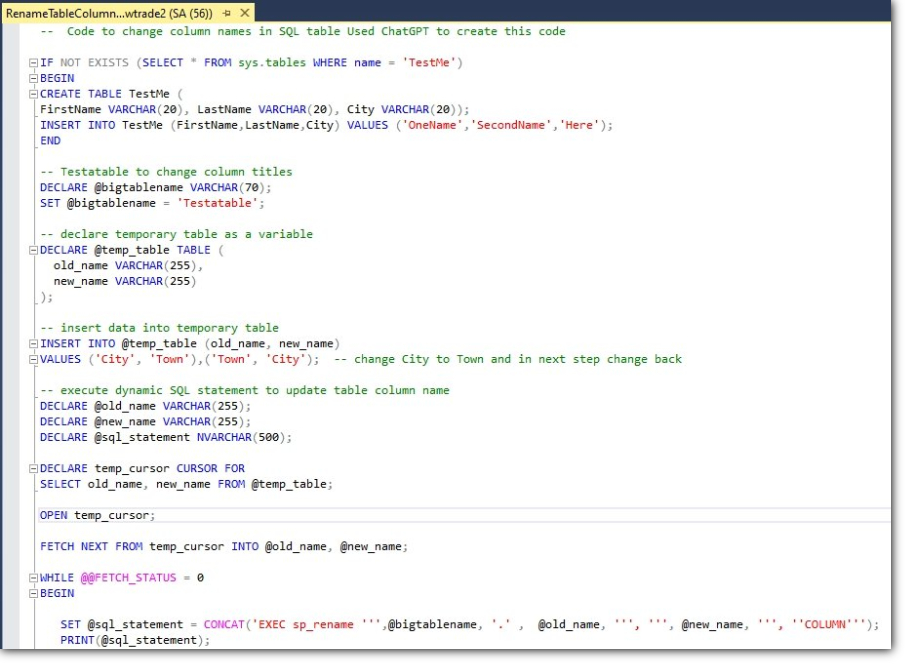 RenameTableColumn...wtrade2 (SA (56))
-- Code to change column names in SQL table Used ChatGPT to create this code
IF NOT EXISTS (SELECT * FROM sys.tables WHERE name = 'TestMe')
BEGIN
CREATE TABLE TestMe (
FirstName VARCHAR(20), LastName VARCHAR(20), City VARCHAR(20));
INSERT INTO TestMe (FirstName,LastName,City) VALUES ('OneName','SecondName','Here');
END
-- Testatable to change column titles
DECLARE @bigtablename VARCHAR(70);
SET @bigtablename = 'Testatable';
-- declare temporary table as a variable
DECLARE @temp_table TABLE (
old_name VARCHAR(255),
new_name VARCHAR(255)
);
-- insert data into temporary table
INSERT INTO @temp_table (old_name, new_name)
VALUES ('City', 'Town'),('Town', 'City'); -- change City to Town and in next step change back
-- execute dynamic SQL statement to update table column name
DECLARE @old_name VARCHAR(255);
DECLARE @new_name VARCHAR(255);
DECLARE @sql_statement NVARCHAR(500);
DECLARE temp_cursor CURSOR FOR
SELECT old_name, new_name FROM @temp_table;
OPEN temp_cursor;
FETCH NEXT FROM temp_cursor INTO @old_name, @new_name;
WHILE @@FETCH_STATUS = 0
BEGIN
SET @sql_statement = CONCAT('EXEC sp_rename ''',@bigtablename, '.' , @old_name, ''', ''', @new_name, ''', ''COLUMN''');
PRINT(@sql_statement);